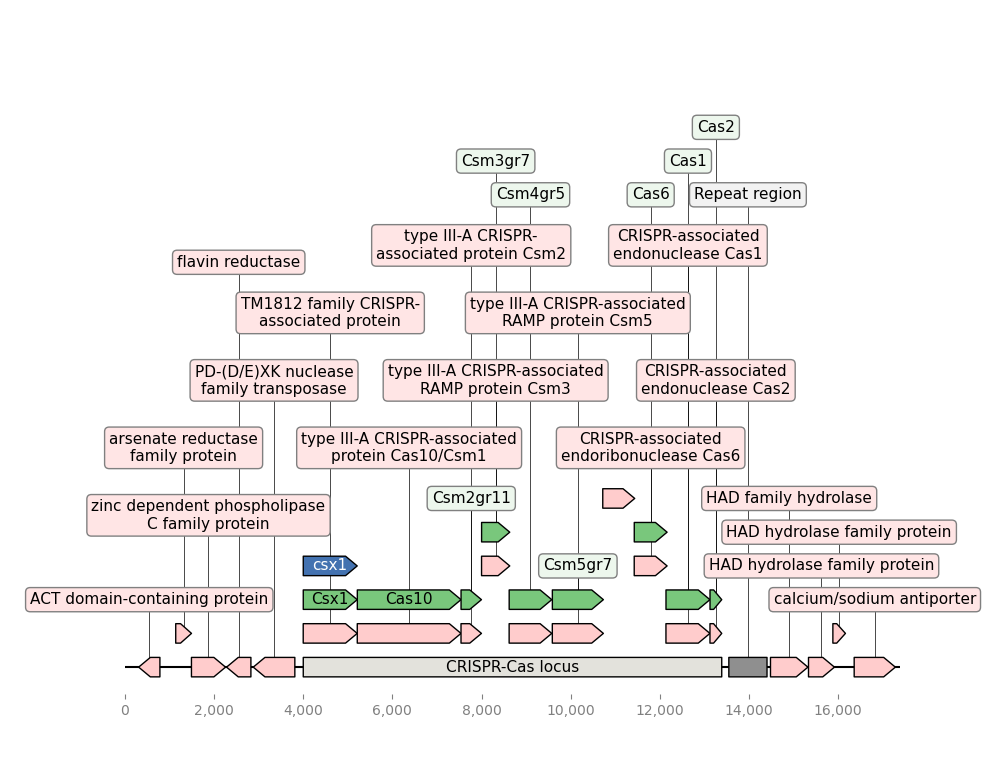 Cas2
Csm3gr7
Cas1
Csm4gr5
Cas6
Repeat region
type III-A CRISPR-
associated protein Csm2
CRISPR-associated
endonuclease Cas1
flavin reductase
TM1812 family CRISPR-
associated protein
type III-A CRISPR-associated
RAMP protein Csm5
PD-(D/E)XK nuclease
family transposase
type III-A CRISPR-associated
RAMP protein Csm3
CRISPR-associated
endonuclease Cas2
arsenate reductase
family protein
type III-A CRISPR-associated
protein Cas10/Csm1
CRISPR-associated
endoribonuclease Cas6
zinc dependent phospholipase
C family protein
Csm2gr11
HAD family hydrolase
HAD hydrolase family protein
csx1
Csm5gr7
HAD hydrolase family protein
ACT domain-containing protein
Csx1
Cas10
calcium/sodium antiporter
CRISPR-Cas locus
0
2,000
4,000
6,000
8,000
10,000
12,000
14,000
16,000